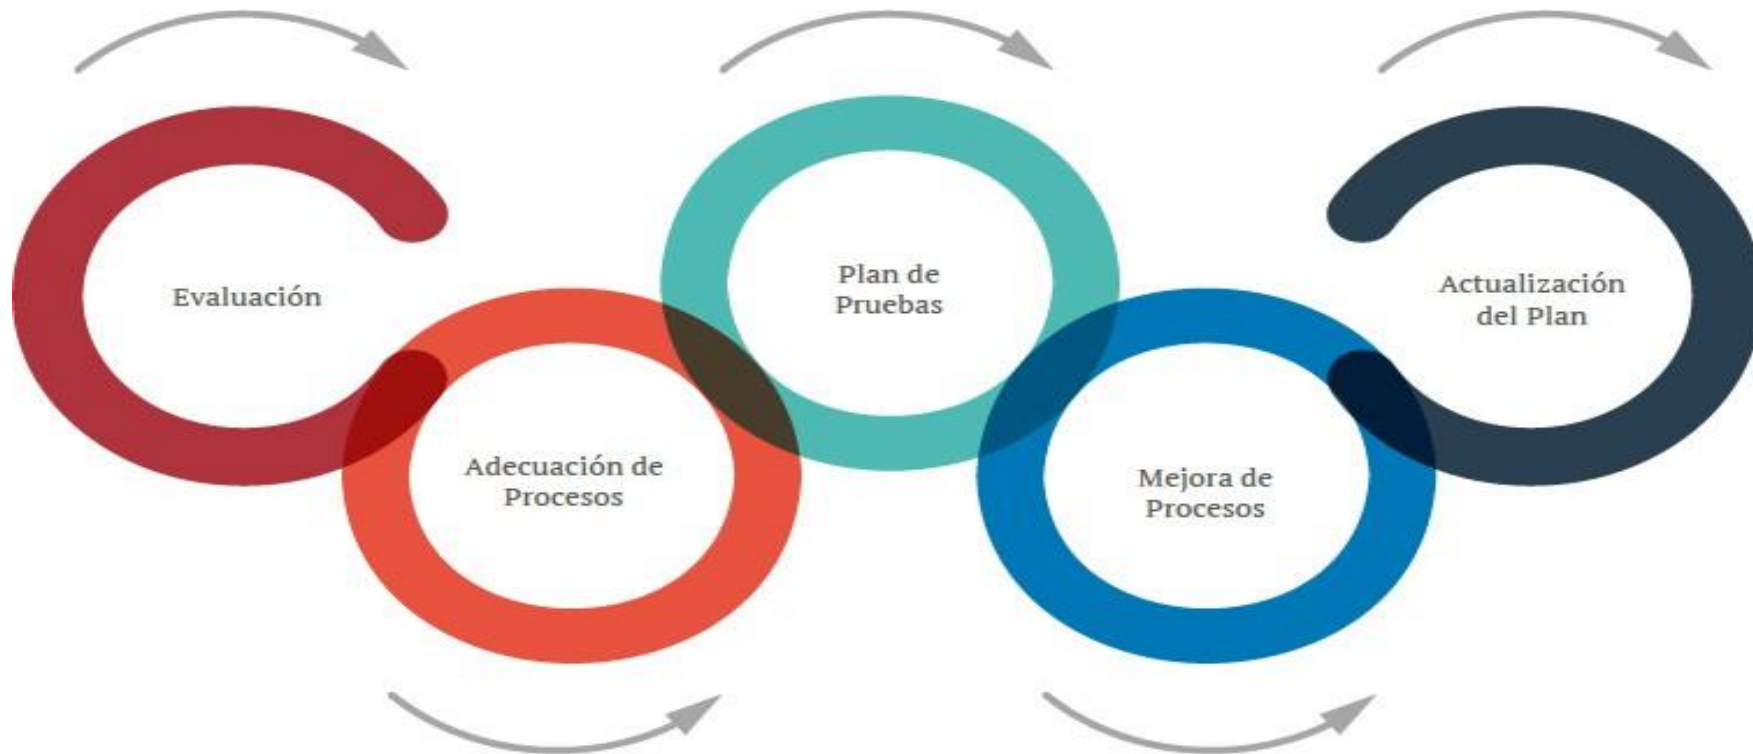 Evaluación
Adecuación de
Procesos
Plan de
Pruebas
Mejora de
Procesos
Actualización
del Plan